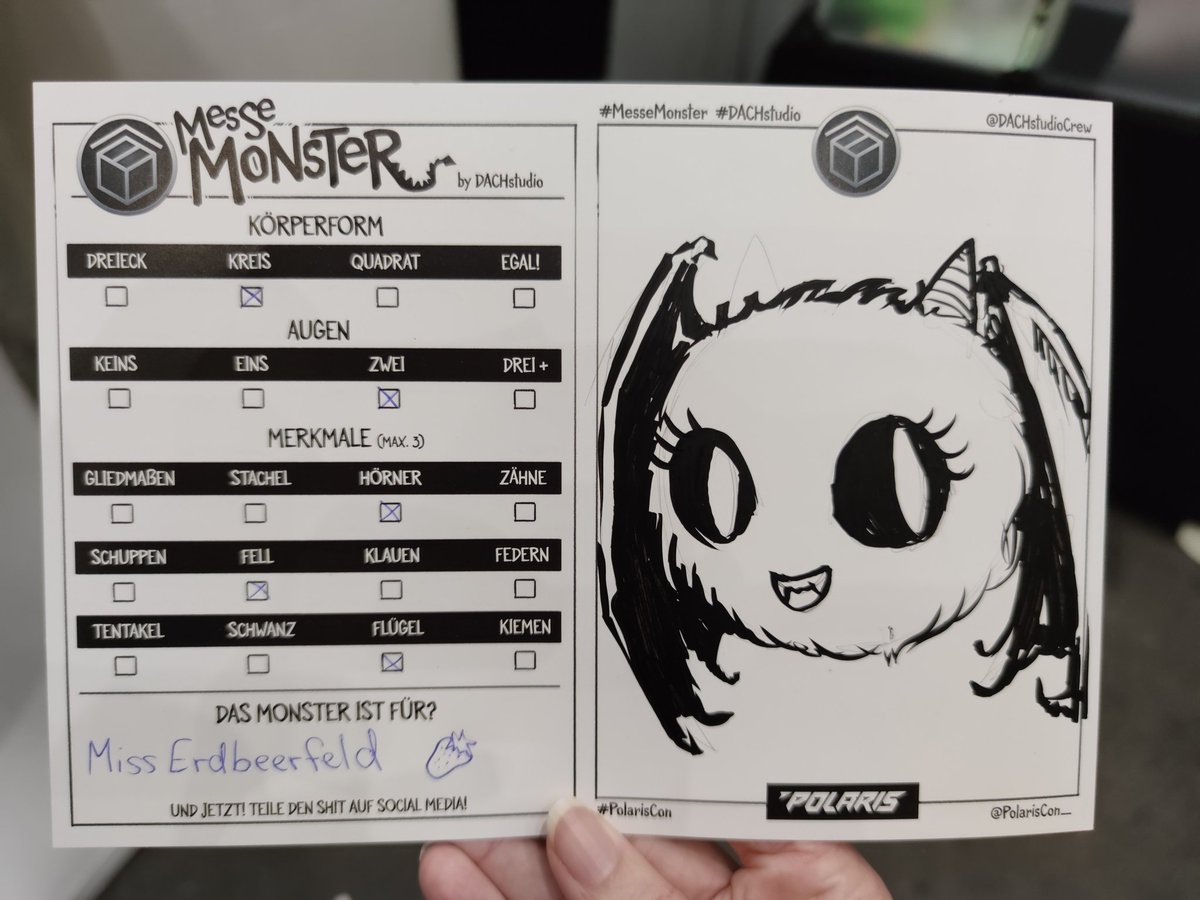 Messe
MONSTER
by DACHstudio
KÖRPERFORM
DREIECK KREIS QUADRAT EGAL!
AUGEN
KEINS EINS ZWEI DREI +
MERKMALE (MAX. 3)
GLIEDMAßEN STACHEL HÖRNER ZÄHNE
SCHUPPEN FELL KLAUEN FEDERN
TENTAKEL SCHWANZ FLÜGEL KIEMEN
DAS MONSTER IST FÜR?
Miss Erdbeerfeld
UND JETZT! TEILE DEN SHIT AUF SOCIAL MEDIA!
#MesseMonster #DACHstudio
@DACHstudioCrew
#PolarisCon
POLARIS
@PolarisCon__